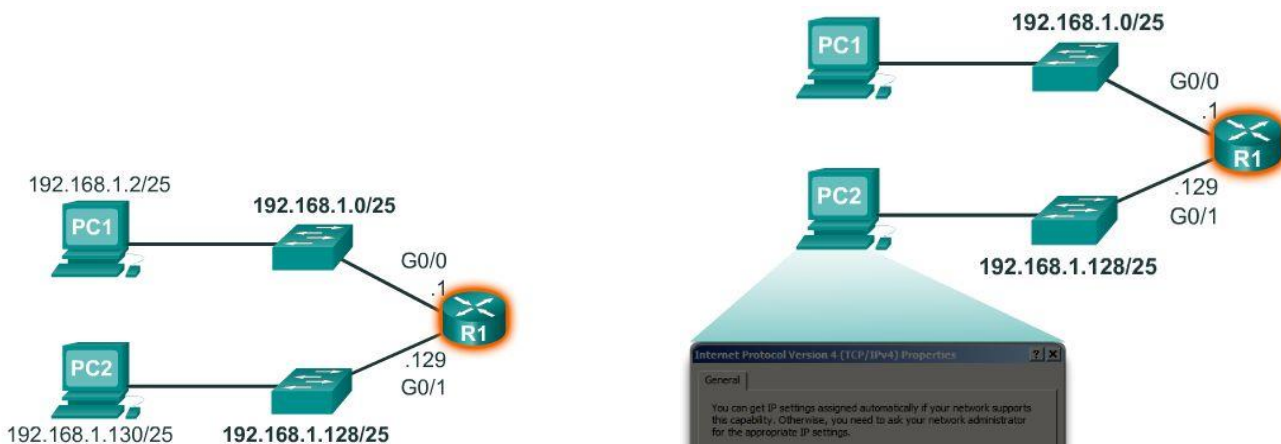 192.168.1.2/25
PC1
192.168.1.0/25
G0/0
.1
R1
PC2
.129
G0/1
192.168.1.130/25
192.168.1.128/25
192.168.1.0/25
PC1
G0/0
.1
R1
PC2
.129
G0/1
192.168.1.128/25
Internet Protocol Version 4 (TCP/IPv4) Properties
General
You can get IP settings assigned automatically if your network supports
this capability. Otherwise, you need to ask your network administrator
for the appropriate IP settings.